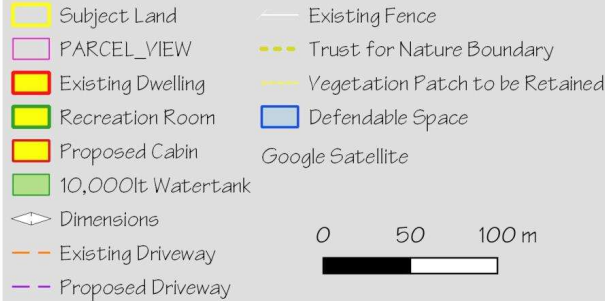 Subject Land
PARCEL_VIEW
Existing Dwelling
Recreation Room
Proposed Cabin
10,000lt Watertank
Dimensions
Existing Driveway
Proposed Driveway
Existing Fence
Trust for Nature Boundary
Vegetation Patch to be Retained
Defendable Space
Google Satellite
0 50 100 m